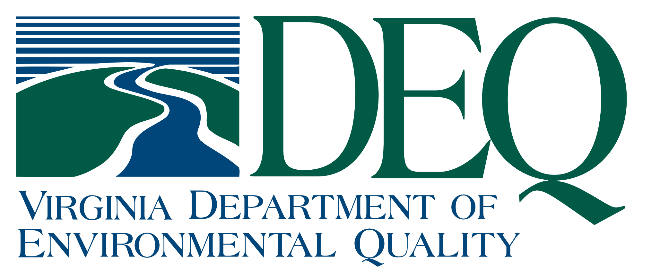 DEQ
VIRGINIA DEPARTMENT OF
ENVIRONMENTAL QUALITY